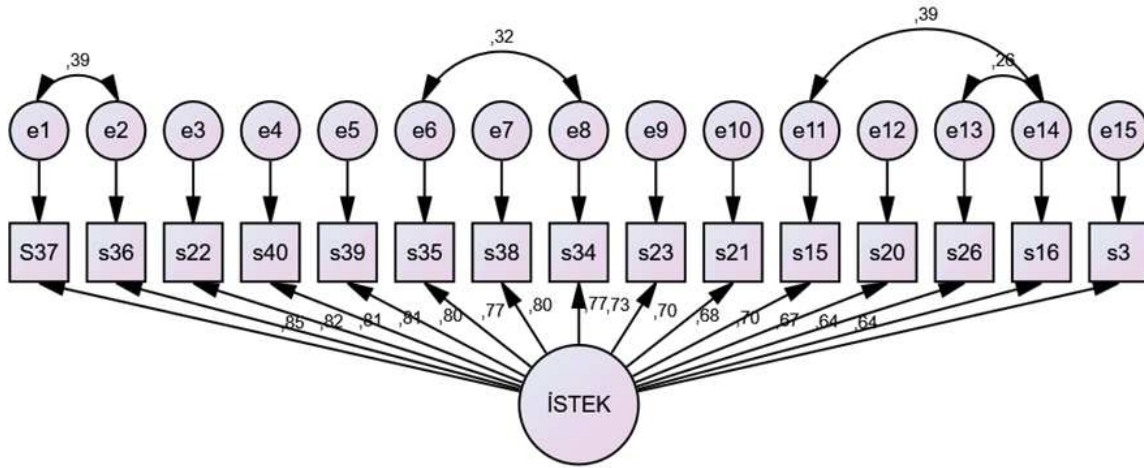 ,39
,32
,39
,26
e1 e2 e3 e4 e5 e6 e7 e8 e9 e10 e11 e12 e13 e14 e15
S37 s36 s22 s40 s39 s35 s38 s34 s23 s21 s15 s20 s26 s16 s3
,85 ,82 ,81 ,81 ,80 ,77 ,80 ,77 ,73 ,70 ,68 ,70 ,67 ,64 ,64
İSTEK